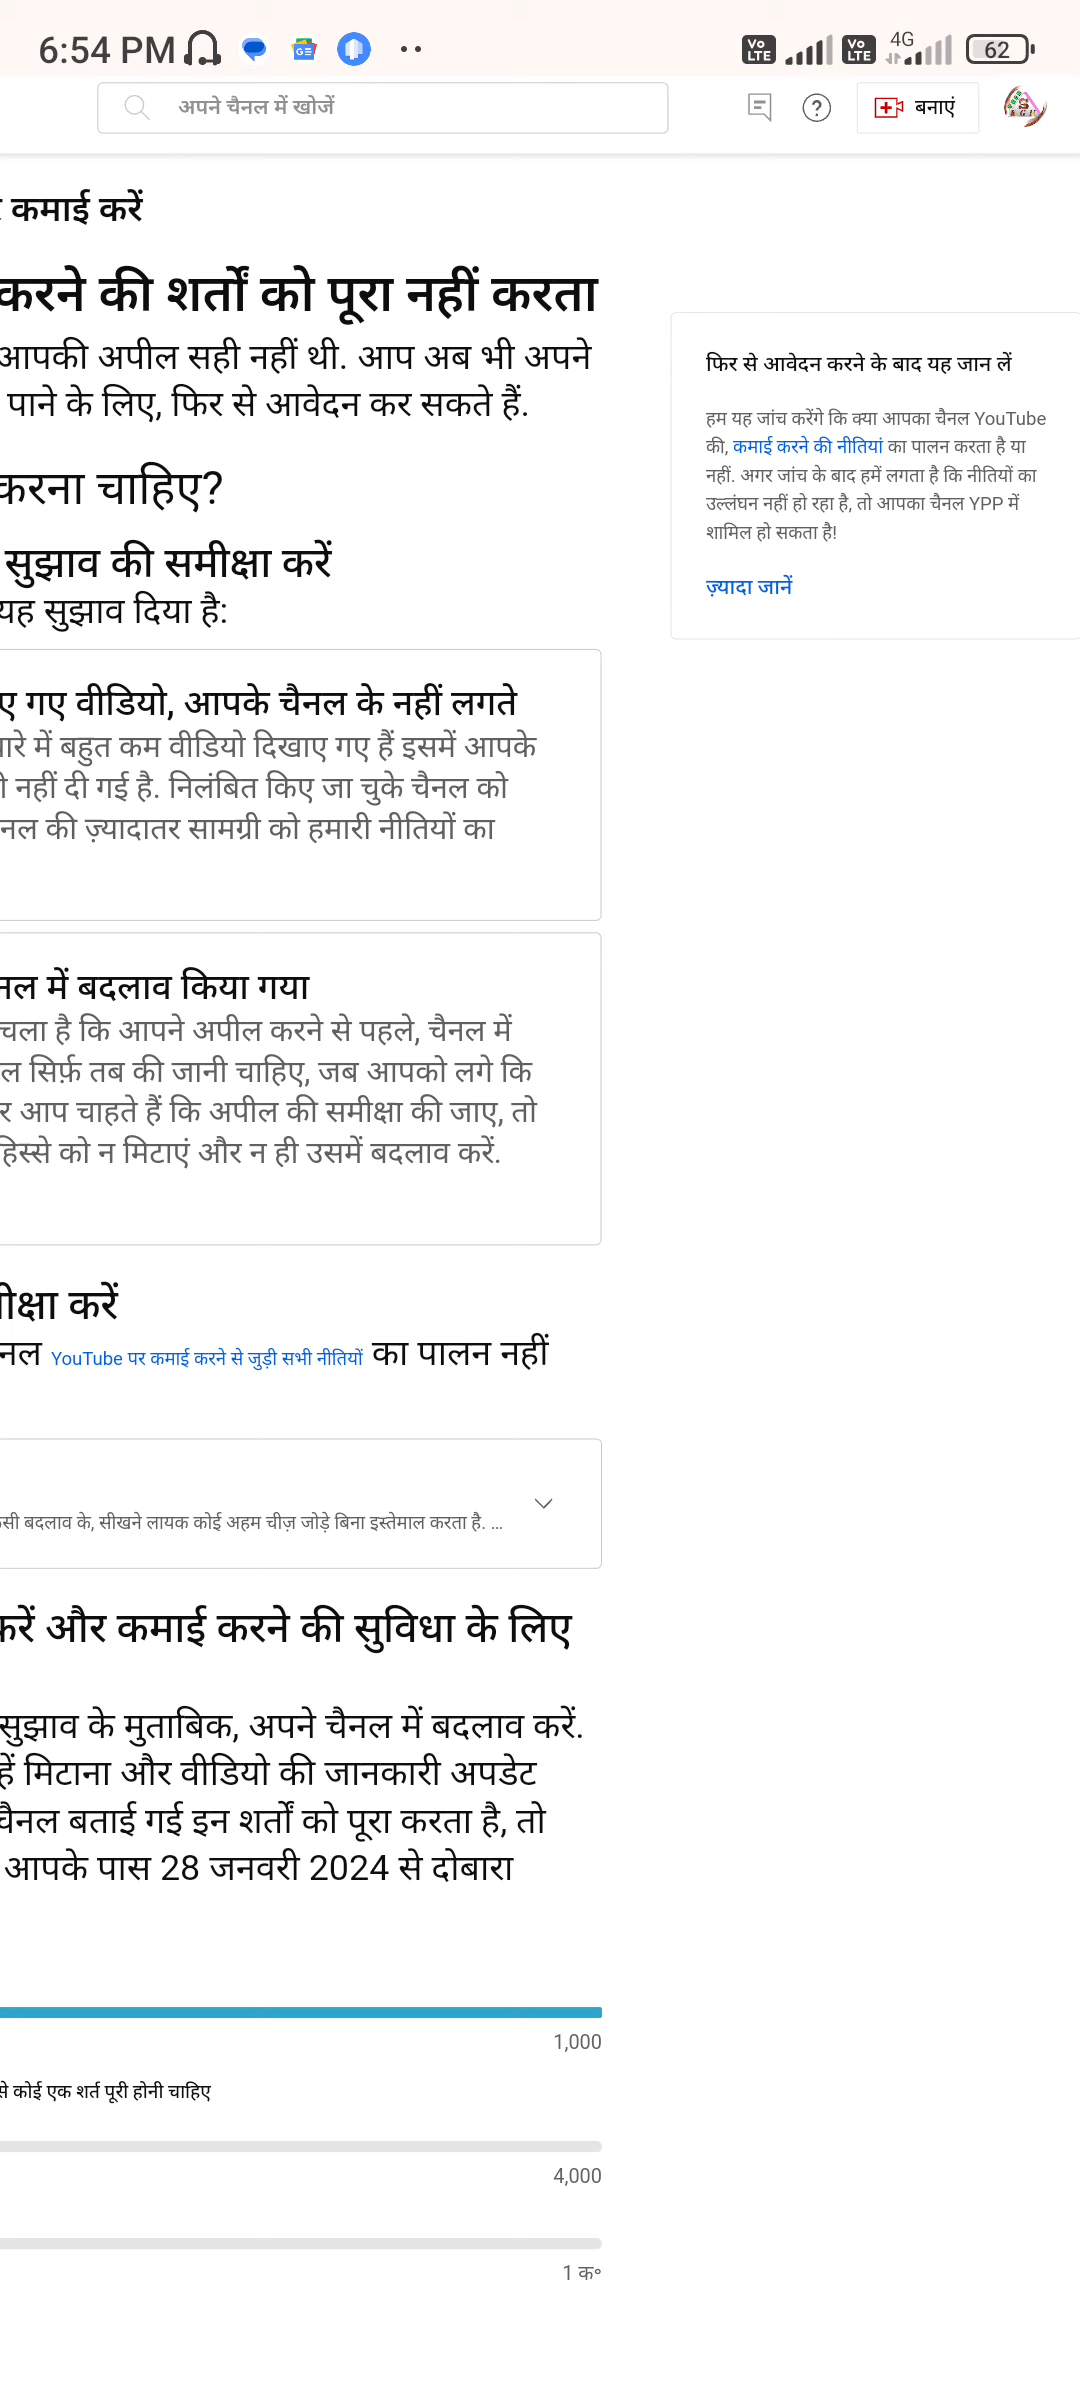 6:54 PM
4G
Vo LTE
Vo LTE
62
अपने चैनल में खोजें
बनाएं
कमाई करें
करने की शर्तों को पूरा नहीं करता
आपकी अपील सही नहीं थी. आप अब भी अपने
पाने के लिए, फिर से आवेदन कर सकते हैं.
करना चाहिए?
सुझाव की समीक्षा करें
यह सुझाव दिया है:
गए वीडियो, आपके चैनल के नहीं लगते
में बहुत कम वीडियो दिखाए गए हैं इसमें आपके
नहीं दी गई है. निलंबित किए जा चुके चैनल को
की ज़्यादातर सामग्री को हमारी नीतियों का
में बदलाव किया गया
चला है कि आपने अपील करने से पहले, चैनल में
सिर्फ़ तब की जानी चाहिए, जब आपको लगे कि
आप चाहते हैं कि अपील की समीक्षा की जाए, तो
हिस्से को न मिटाएं और न ही उसमें बदलाव करें.
करें
YouTube पर कमाई करने से जुड़ी सभी नीतियों का पालन नहीं
बदलाव के, सीखने लायक कोई अहम चीज़ जोड़े बिना इस्तेमाल करता है. ...
करें और कमाई करने की सुविधा के लिए
सुझाव के मुताबिक, अपने चैनल में बदलाव करें.
मिटाना और वीडियो की जानकारी अपडेट
चैनल बताई गई इन शर्तों को पूरा करता है, तो
आपके पास 28 जनवरी 2024 से दोबारा
1,000
से कोई एक शर्त पूरी होनी चाहिए
4,000
1 क॰
फिर से आवेदन करने के बाद यह जान लें
हम यह जांच करेंगे कि क्या आपका चैनल YouTube
की, कमाई करने की नीतियां का पालन करता है या
नहीं. अगर जांच के बाद हमें लगता है कि नीतियों का
उल्लंघन नहीं हो रहा है, तो आपका चैनल YPP में
शामिल हो सकता है!
ज़्यादा जानें